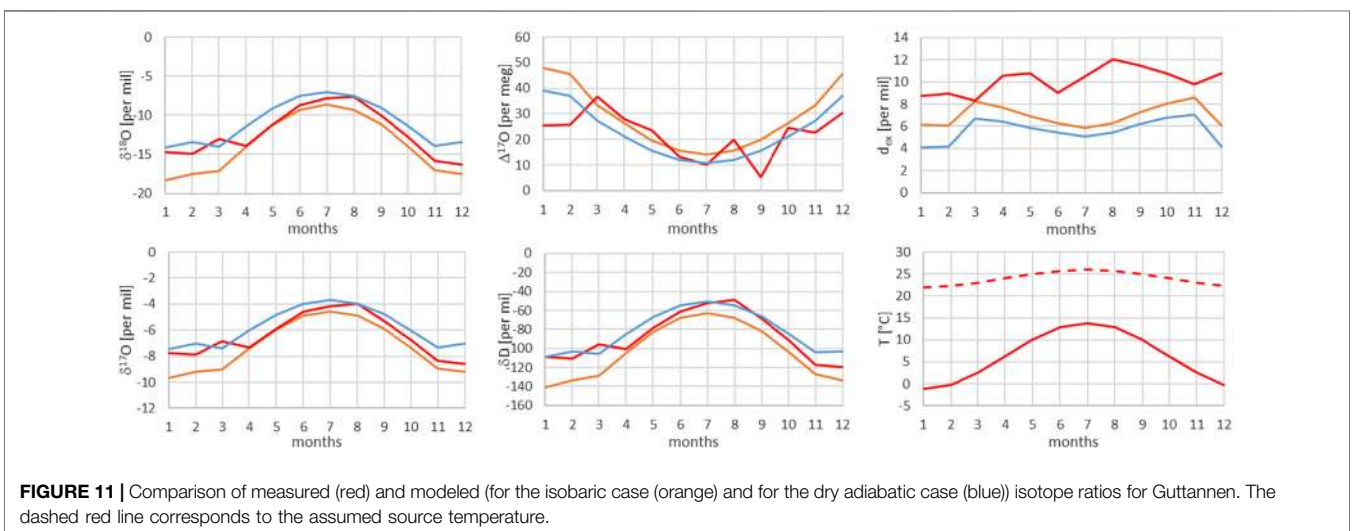 0
-5
-10
-15
-20
δ¹⁸O [per mil]
1 2 3 4 5 6 7 8 9 10 11 12
months
60
50
40
30
20
10
0
Δ¹⁷O [per meg]
1 2 3 4 5 6 7 8 9 10 11 12
months
14
12
10
8
6
4
2
0
dₑₓ [per mil]
1 2 3 4 5 6 7 8 9 10 11 12
months
0
-2
-4
-6
-8
-10
-12
δ¹⁷O [per mil]
1 2 3 4 5 6 7 8 9 10 11 12
months
0
-20
-40
-60
-80
-100
-120
-140
-160
δD [per mil]
1 2 3 4 5 6 7 8 9 10 11 12
months
30
25
20
15
10
5
0
-5
T [°C]
1 2 3 4 5 6 7 8 9 10 11 12
months
FIGURE 11 | Comparison of measured (red) and modeled (for the isobaric case (orange) and for the dry adiabatic case (blue)) isotope ratios for Guttannen. The
dashed red line corresponds to the assumed source temperature.